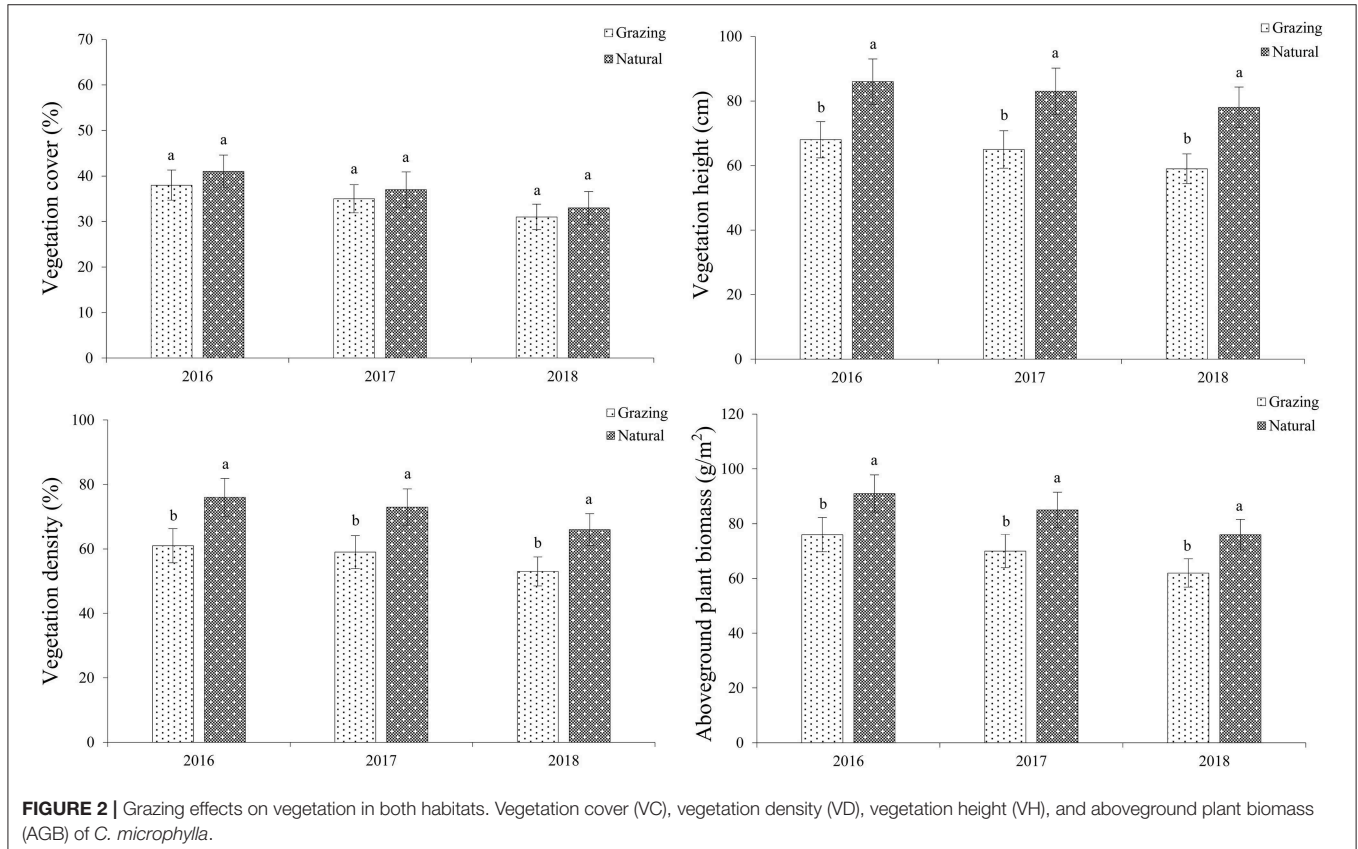 70
60
50
40
30
20
10
0
Vegetation cover (%)
Grazing
Natural
a a a a a a
2016 2017 2018
100
80
60
40
20
0
Vegetation height (cm)
Grazing
Natural
b a b a b a
2016 2017 2018
100
80
60
40
20
0
Vegetation density (%)
Grazing
Natural
b a b a b a
2016 2017 2018
120
100
80
60
40
20
0
Aboveground plant biomass (g/m²)
Grazing
Natural
b a b a b a
2016 2017 2018
FIGURE 2 | Grazing effects on vegetation in both habitats. Vegetation cover (VC), vegetation density (VD), vegetation height (VH), and aboveground plant biomass
(AGB) of C. microphylla.